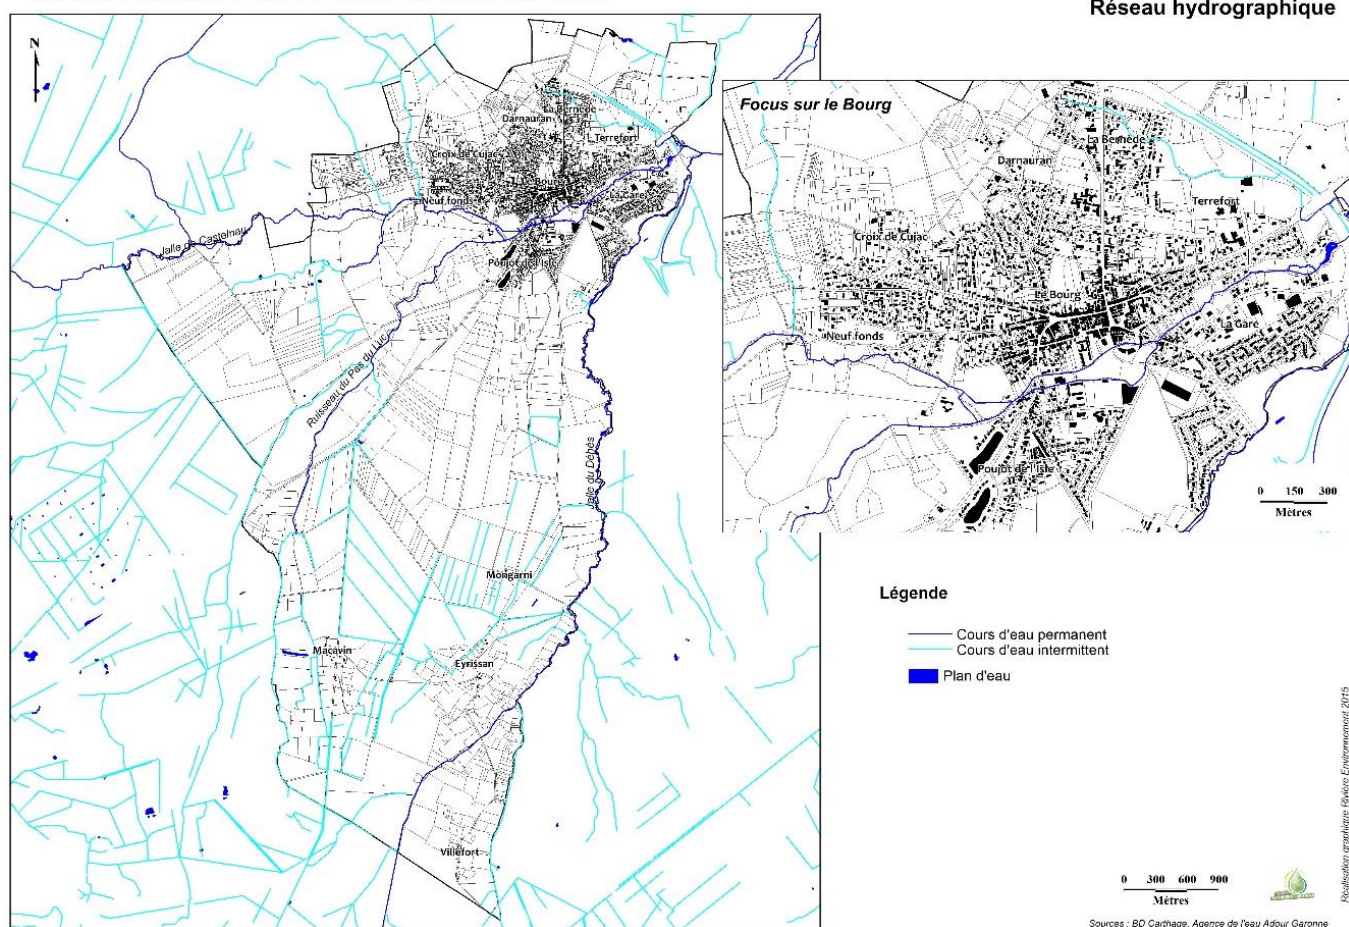 Réseau hydrographique
N
La Bernède
Darnauran
Terrefort
Croix de Cujac
Bourg
Neuf fonds
La Gare
Jalle de Castelnau
Poujot de l'Isle
Ruisseau du Pas du Luc
Jalle du Déhès
Mongarni
Macavin
Eyrissan
Villefort
Focus sur le Bourg
La Bernède
Darnauran
Terrefort
Croix de Cujac
Le Bourg
La Gare
Neuf fonds
Poujot de l'Isle
0 150 300
Mètres
Légende
Cours d'eau permanent
Cours d'eau intermittent
Plan d'eau
0 300 600 900
Mètres
Réalisation graphique Rivière Environnement 2015
Sources : BD Carthage, Agence de l'eau Adour Garonne